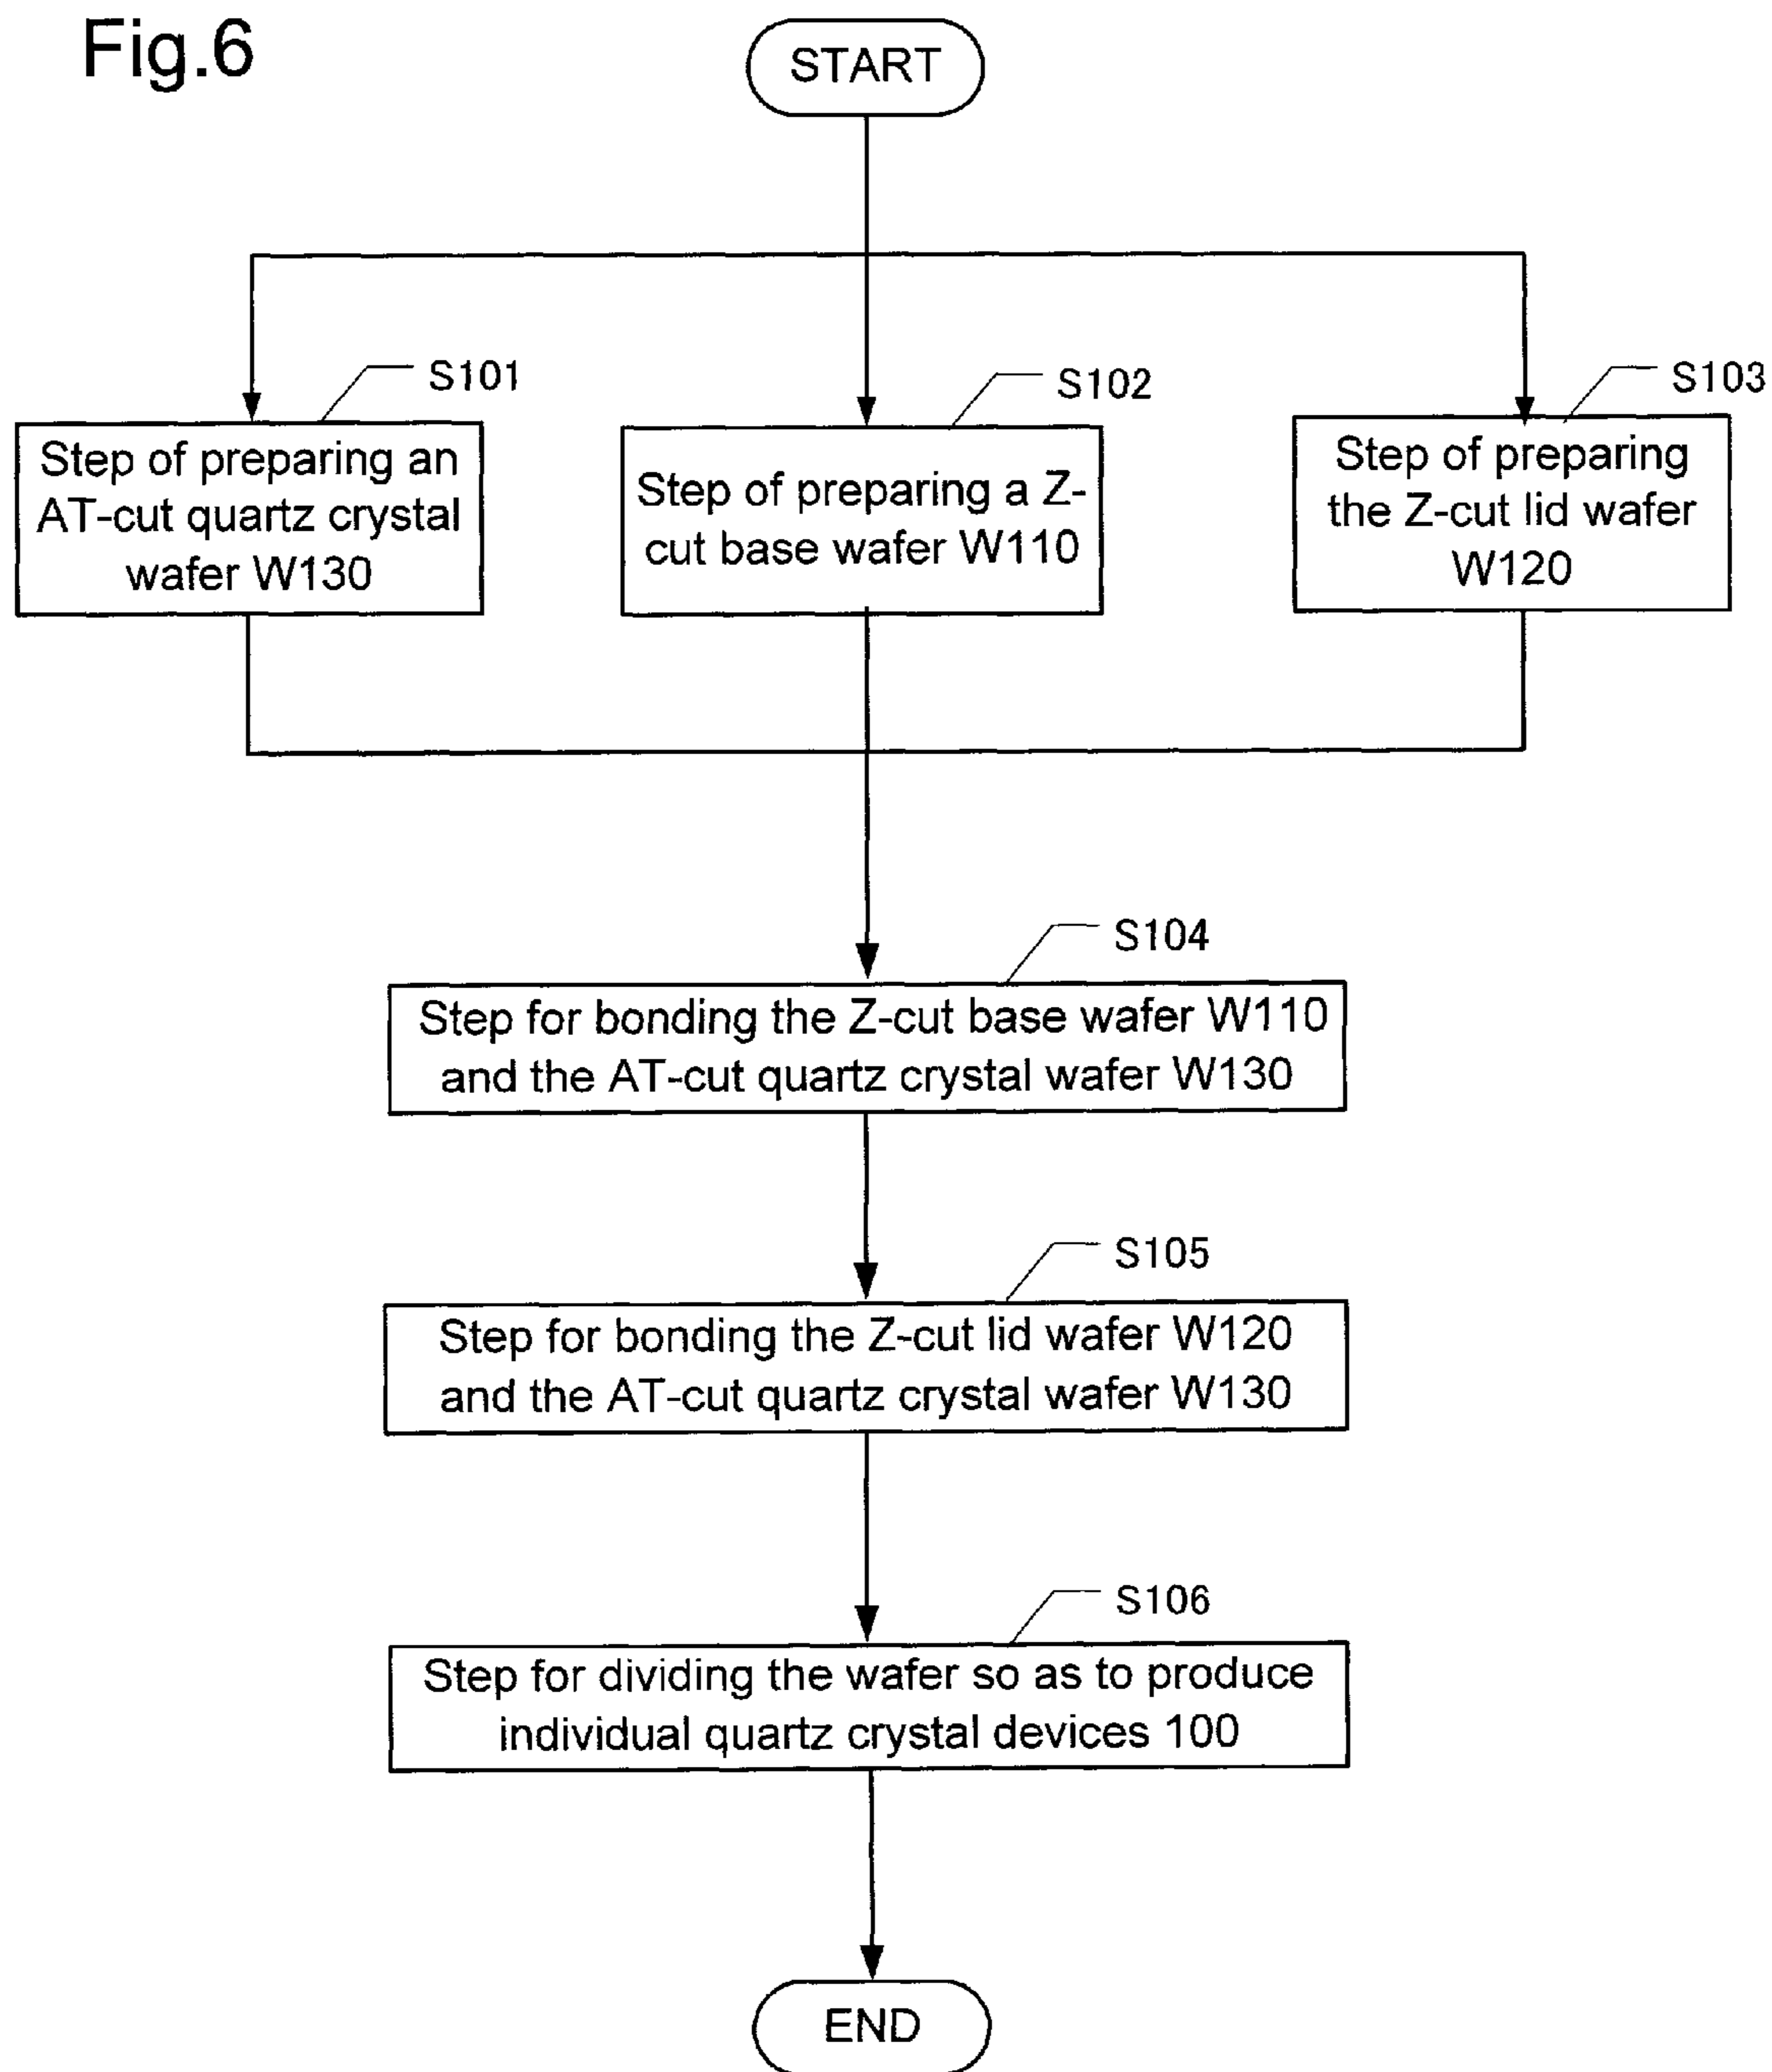 Fig.6
START
S101
Step of preparing an
AT-cut quartz crystal
wafer W130
S102
Step of preparing a Z-
cut base wafer W110
S103
Step of preparing
the Z-cut lid wafer
W120
S104
Step for bonding the Z-cut base wafer W110
and the AT-cut quartz crystal wafer W130
S105
Step for bonding the Z-cut lid wafer W120
and the AT-cut quartz crystal wafer W130
S106
Step for dividing the wafer so as to produce
individual quartz crystal devices 100
END